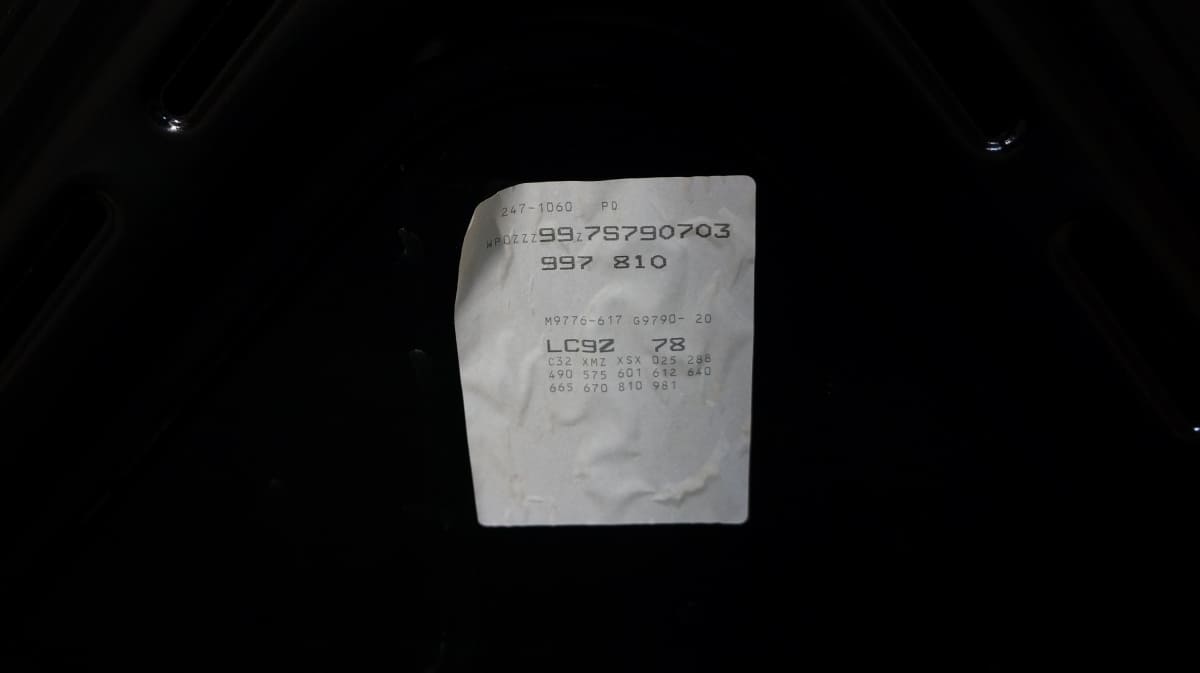 247-1060 PO
WP0ZZZ99Z7S790703
997 810
M9776-617 G9790- 20
LC9Z 78
C32 XMZ XSX 025 288
490 575 601 612 640
665 670 810 981